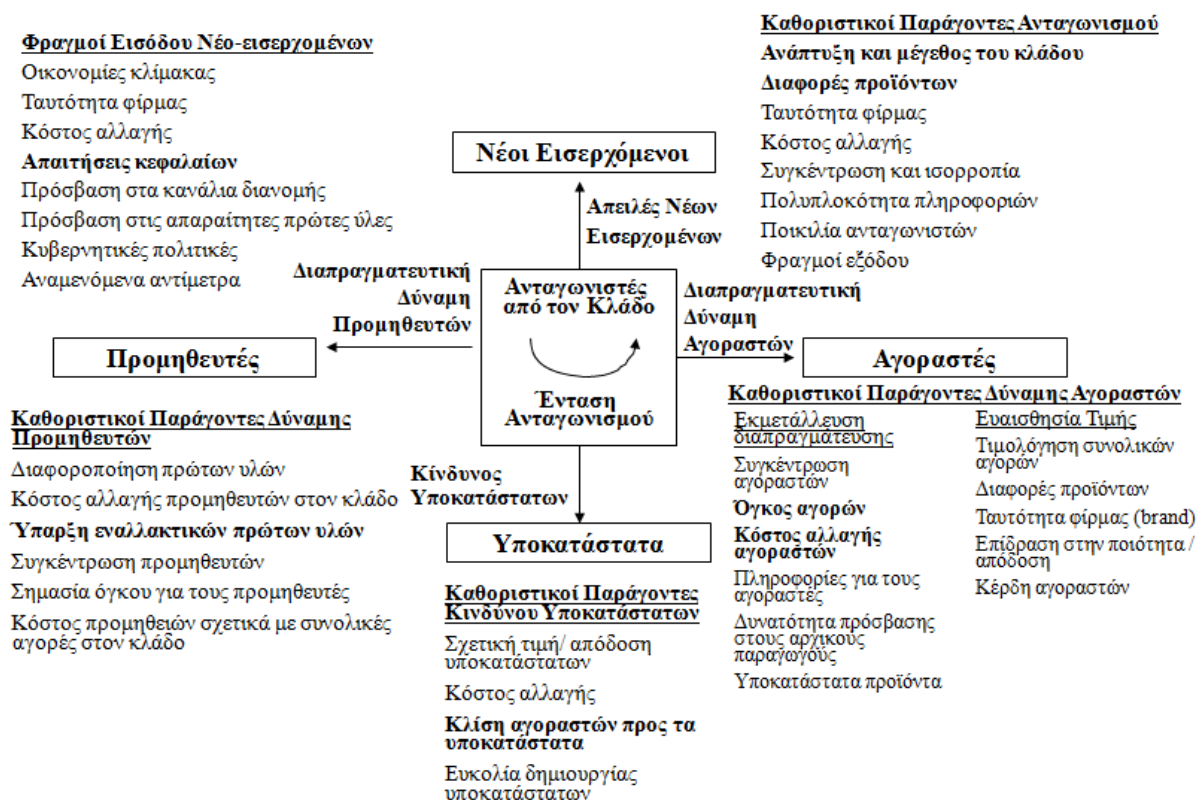 Φραγμοί Εισόδου Νέο-εισερχομένων
Οικονομίες κλίμακας
Ταυτότητα φίρμας
Κόστος αλλαγής
Απαιτήσεις κεφαλαίων
Πρόσβαση στα κανάλια διανομής
Πρόσβαση στις απαραίτητες πρώτες ύλες
Κυβερνητικές πολιτικές
Αναμενόμενα αντίμετρα
Καθοριστικοί Παράγοντες Ανταγωνισμού
Ανάπτυξη και μέγεθος του κλάδου
Διαφορές προϊόντων
Ταυτότητα φίρμας
Κόστος αλλαγής
Συγκέντρωση και ισορροπία
Πολυπλοκότητα πληροφοριών
Ποικιλία ανταγωνιστών
Φραγμοί εξόδου
Νέοι Εισερχόμενοι
Απειλές Νέων
Εισερχομένων
Διαπραγματευτική
Δύναμη
Προμηθευτών
Ανταγωνιστές
από τον Κλάδο
Ένταση
Ανταγωνισμού
Διαπραγματευτική
Δύναμη
Αγοραστών
Προμηθευτές
Αγοραστές
Καθοριστικοί Παράγοντες Δύναμης
Προμηθευτών
Διαφοροποίηση πρώτων υλών
Κόστος αλλαγής προμηθευτών στον κλάδο
Ύπαρξη εναλλακτικών πρώτων υλών
Συγκέντρωση προμηθευτών
Σημασία όγκου για τους προμηθευτές
Κόστος προμηθειών σχετικά με συνολικές
αγορές στον κλάδο
Κίνδυνος
Υποκατάστατων
Υποκατάστατα
Καθοριστικοί Παράγοντες
Κινδύνου Υποκατάστατων
Σχετική τιμή/ απόδοση
υποκατάστατων
Κόστος αλλαγής
Κλίση αγοραστών προς τα
υποκατάστατα
Ευκολία δημιουργίας
υποκατάστατων
Καθοριστικοί Παράγοντες Δύναμης Αγοραστών
Εκμετάλλευση
διαπραγμάτευσης
Συγκέντρωση
αγοραστών
Όγκος αγορών
Κόστος αλλαγής
αγοραστών
Πληροφορίες για τους
αγοραστές
Δυνατότητα πρόσβασης
στους αρχικούς
παραγωγούς
Υποκατάστατα προϊόντα
Ευαισθησία Τιμής
Τιμολόγηση συνολικών
αγορών
Διαφορές προϊόντων
Ταυτότητα φίρμας (brand)
Επίδραση στην ποιότητα /
απόδοση
Κέρδη αγοραστών